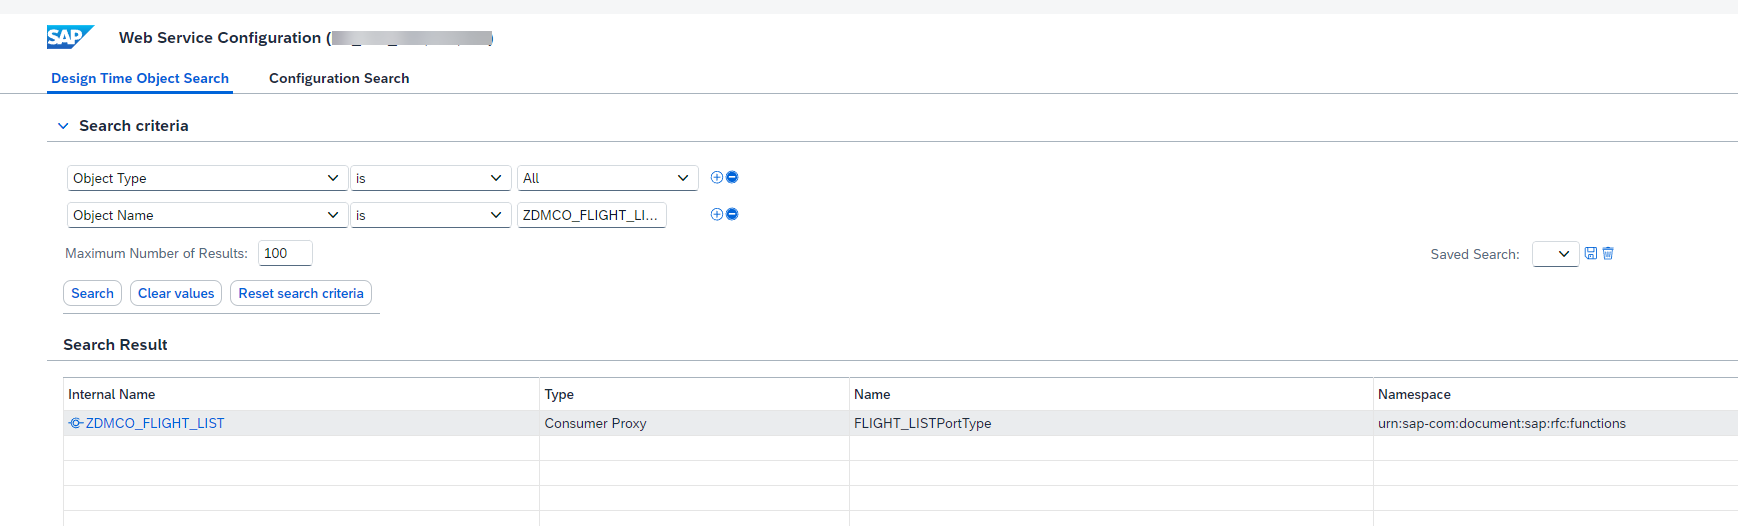 SAP Web Service Configuration (
Design Time Object Search Configuration Search
Search criteria
Object Type is All
Object Name is ZDMCO_FLIGHT_LI...
Maximum Number of Results: 100 Saved Search:
Search Clear values Reset search criteria
Search Result
Internal Name Type Name Namespace
ZDMCO_FLIGHT_LIST Consumer Proxy FLIGHT_LISTPortType urn:sap-com:document:sap:rfc:functions